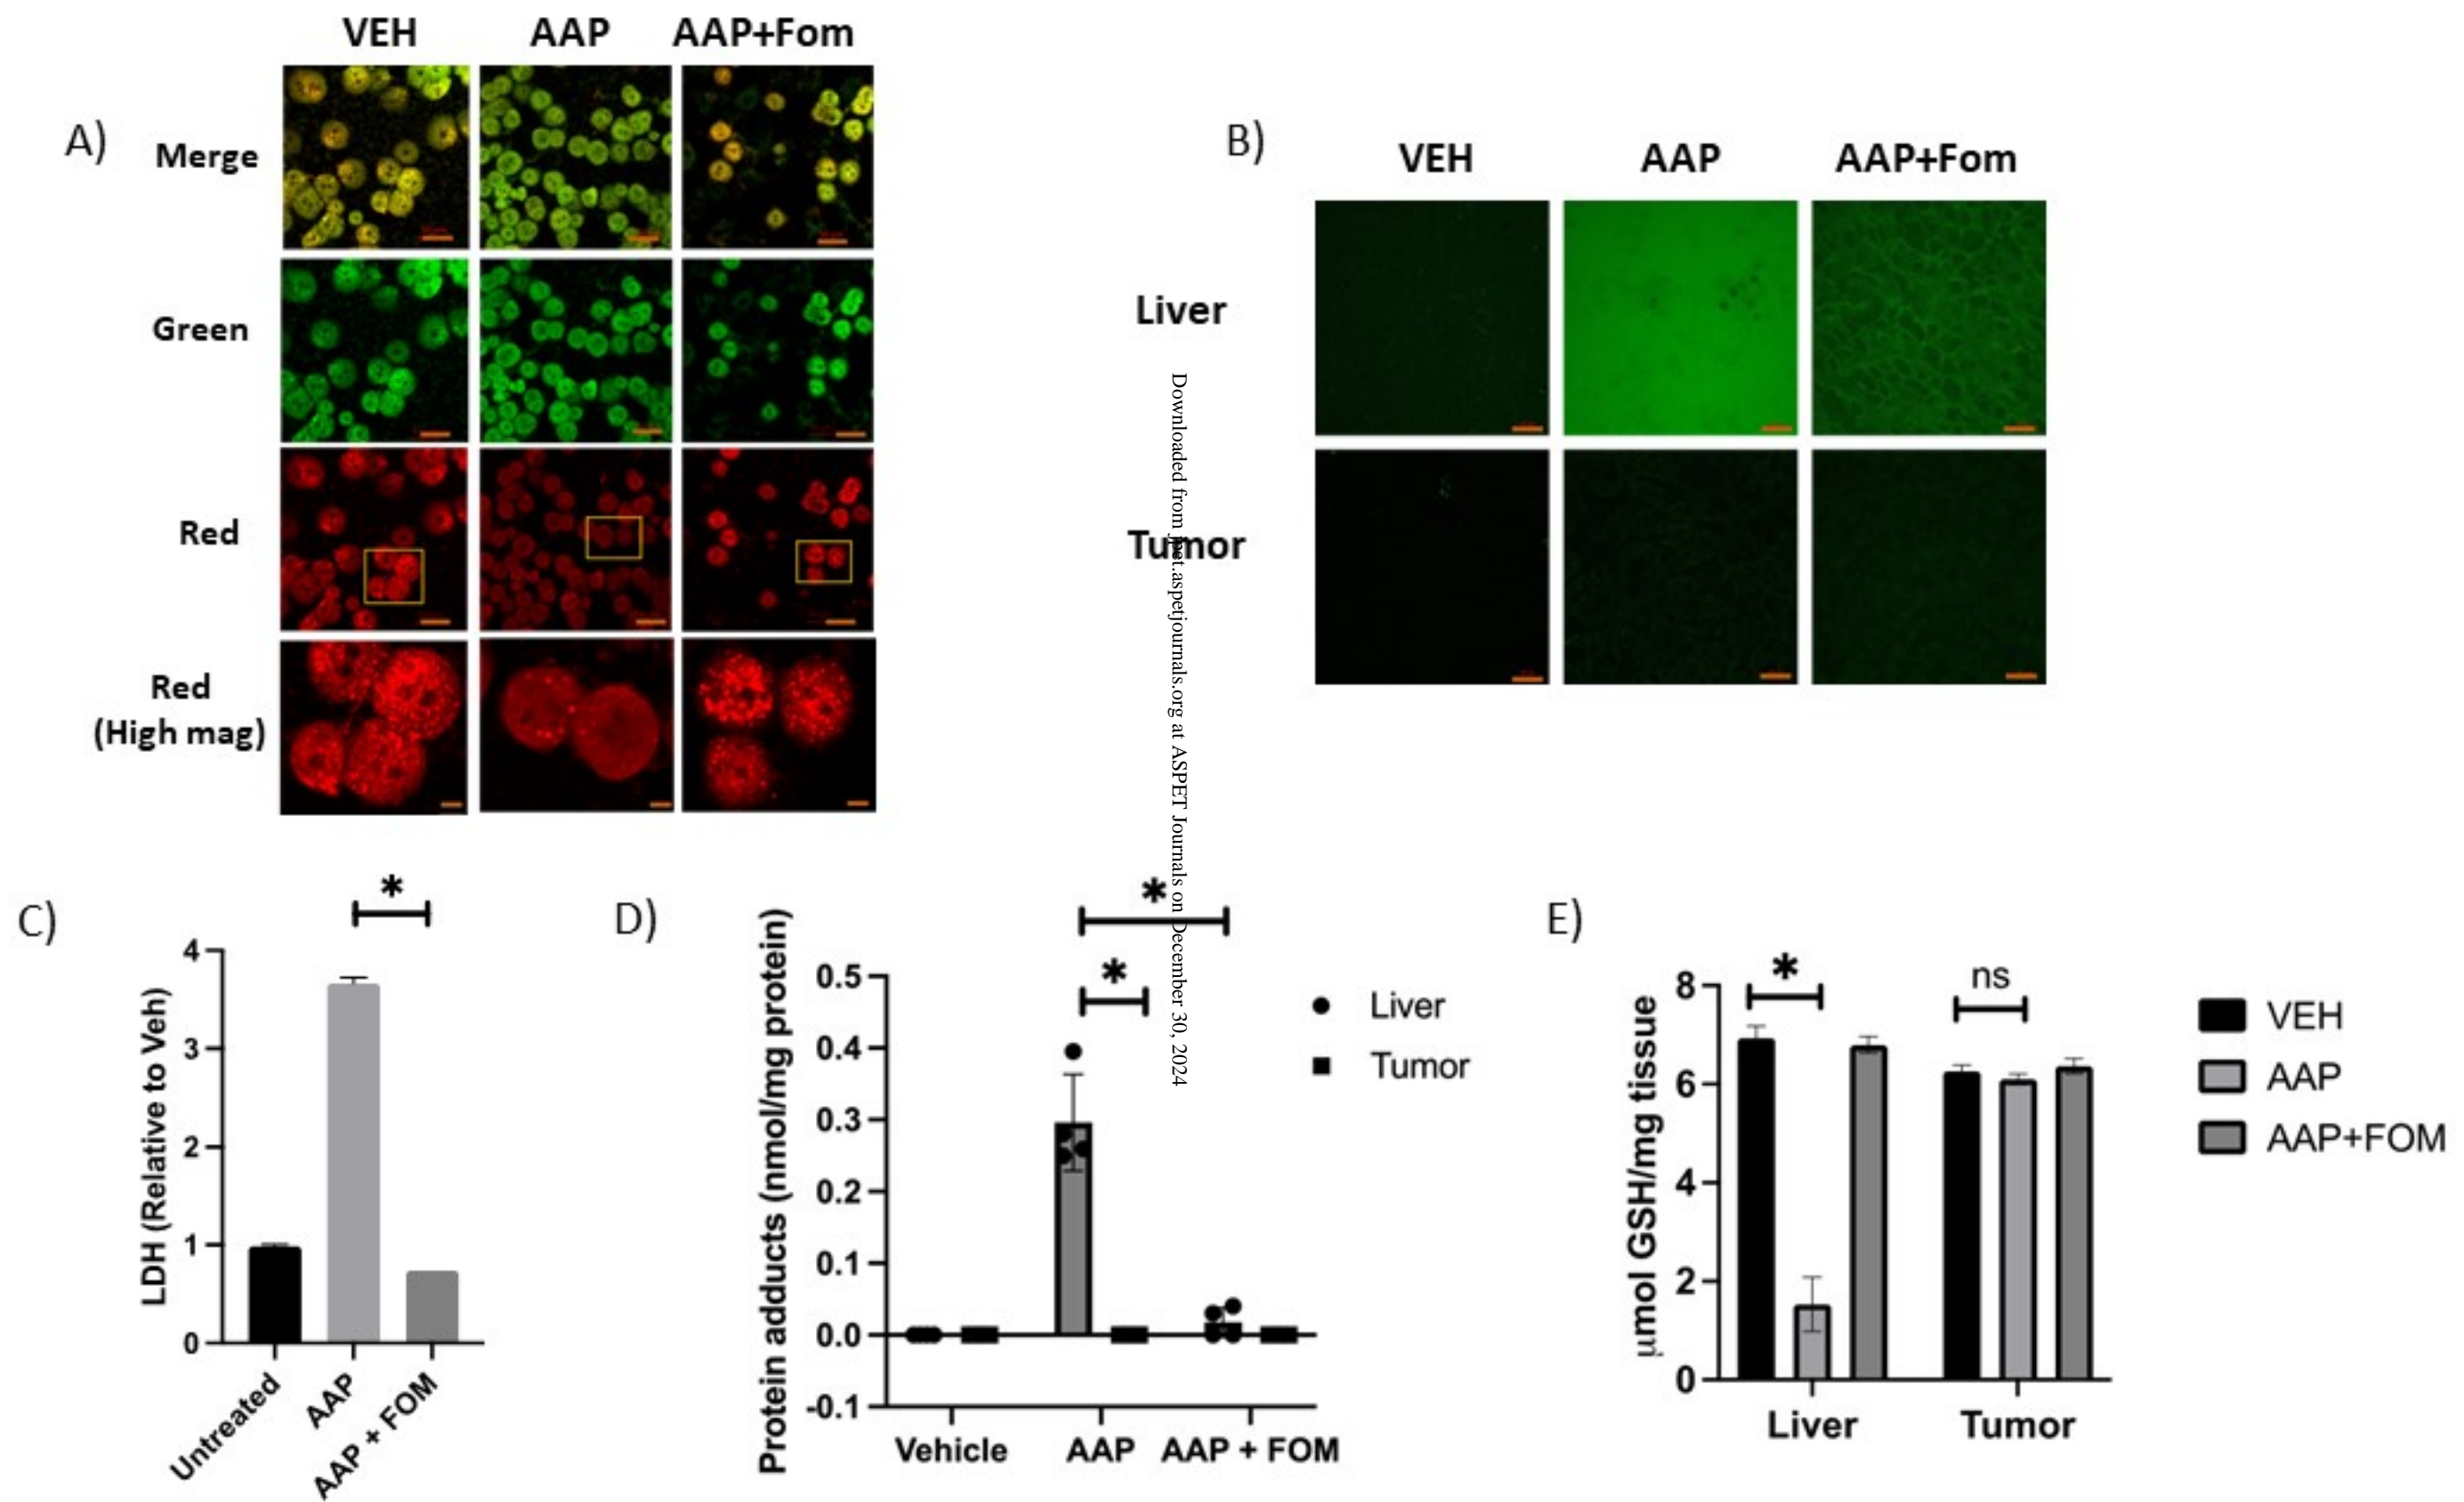 A)
VEH AAP AAP+Fom
Merge
Green
Red
Red
(High mag)
B)
VEH AAP AAP+Fom
Liver
Tumor
Downloaded from jpet.aspetjournals.org at ASPET Journals on December 30, 2024
C)
*
LDH (Relative to Veh)
4
3
2
1
0
Untreated
AAP
AAP + FOM
D)
*
*
Protein adducts (nmol/mg protein)
0.5
0.4
0.3
0.2
0.1
0.0
-0.1
Vehicle AAP AAP + FOM
Liver
Tumor
E)
* ns
µmol GSH/mg tissue
8
6
4
2
0
Liver Tumor
VEH
AAP
AAP+FOM